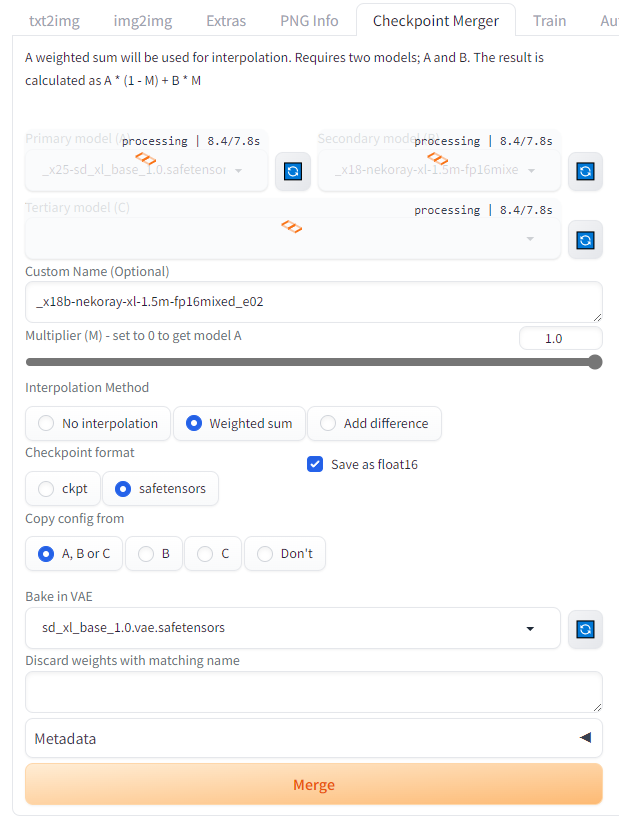 txt2img img2img Extras PNG Info Checkpoint Merger Train Au
A weighted sum will be used for interpolation. Requires two models; A and B. The result is
calculated as A * (1 - M) + B * M
Primary model (A) processing | 8.4/7.8s Secondary model (B) processing | 8.4/7.8s
_x25-sd_xl_base_1.0.safetensor _x18-nekoray-xl-1.5m-fp16mixe
Tertiary model (C) processing | 8.4/7.8s
Custom Name (Optional)
_x18b-nekoray-xl-1.5m-fp16mixed_e02
Multiplier (M) - set to 0 to get model A 1.0
Interpolation Method
No interpolation Weighted sum Add difference
Checkpoint format
Save as float16
ckpt safetensors
Copy config from
A, B or C B C Don't
Bake in VAE
sd_xl_base_1.0.vae.safetensors
Discard weights with matching name
Metadata
Merge